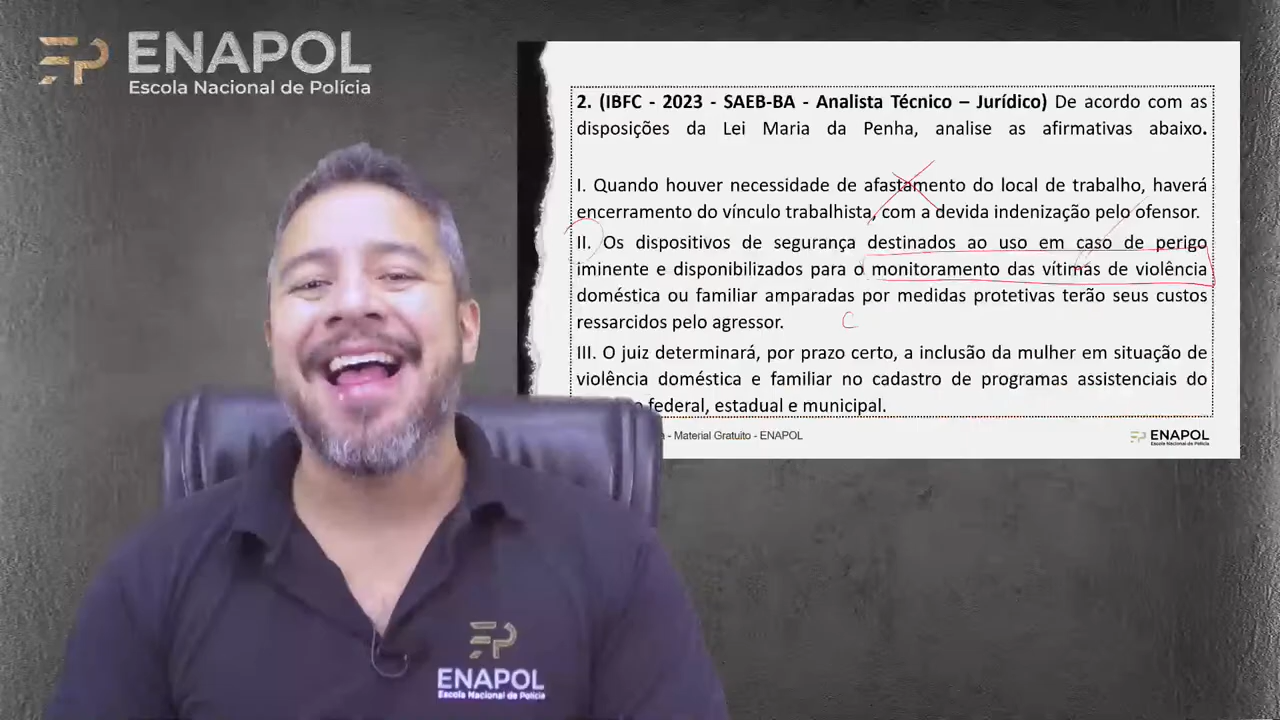 ENAPOL
Escola Nacional de Polícia
2. (IBFC - 2023 - SAEB-BA - Analista Técnico – Jurídico) De acordo com as
disposições da Lei Maria da Penha, analise as afirmativas abaixo.
I. Quando houver necessidade de afastamento do local de trabalho, haverá
encerramento do vínculo trabalhista, com a devida indenização pelo ofensor.
II. Os dispositivos de segurança destinados ao uso em caso de perigo
iminente e disponibilizados para o monitoramento das vítimas de violência
doméstica ou familiar amparadas por medidas protetivas terão seus custos
ressarcidos pelo agressor.
C
III. O juiz determinará, por prazo certo, a inclusão da mulher em situação de
violência doméstica e familiar no cadastro de programas assistenciais do
federal, estadual e municipal.
- Material Gratuito - ENAPOL
ENAPOL
Escola Nacional de Polícia
ENAPOL
Escola Nacional de Polícia